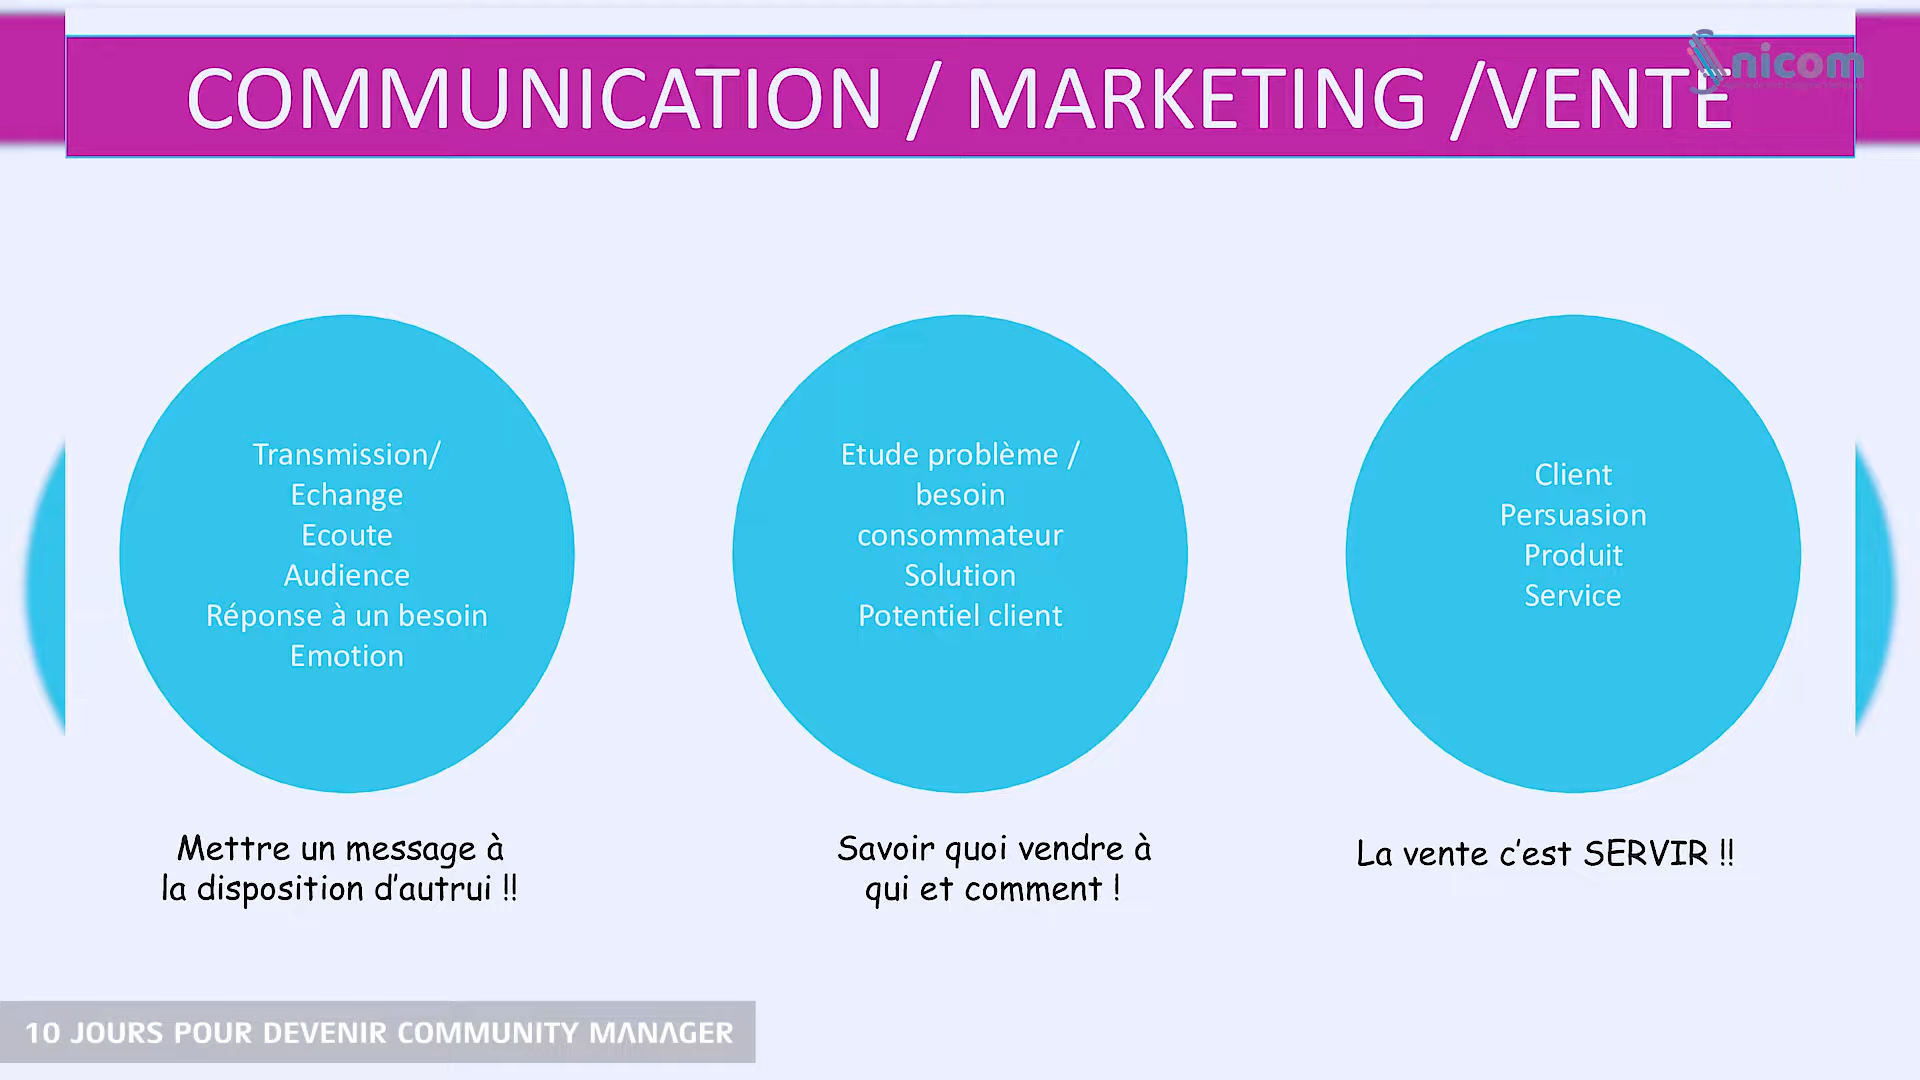 COMMUNICATION / MARKETING /VENTE
nicom
Transmission/
Echange
Ecoute
Audience
Réponse à un besoin
Emotion
Etude problème /
besoin
consommateur
Solution
Potentiel client
Client
Persuasion
Produit
Service
Mettre un message à
la disposition d'autrui !!
Savoir quoi vendre à
qui et comment !
La vente c'est SERVIR !!
10 JOURS POUR DEVENIR COMMUNITY MANAGER